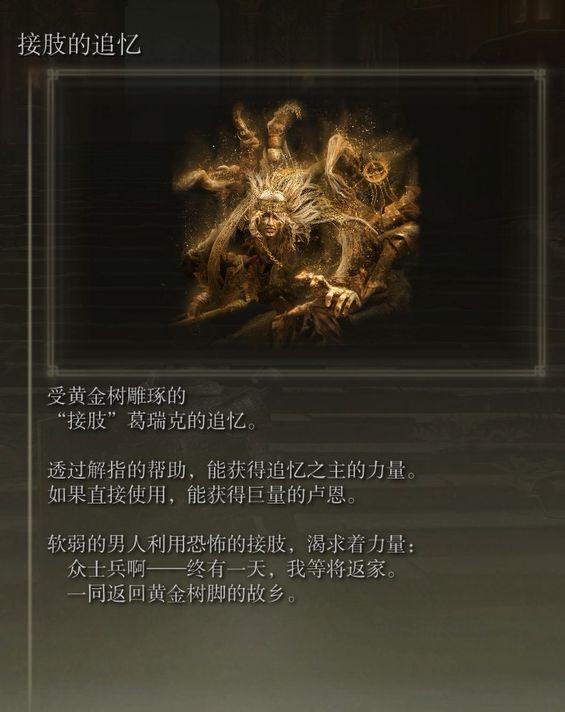 接肢的追忆
受黄金树雕琢的
“接肢”葛瑞克的追忆。
透过解指的帮助，能获得追忆之主的力量。
如果直接使用，能获得巨量的卢恩。
软弱的男人利用恐怖的接肢，渴求着力量：
众士兵啊——终有一天，我等将返家。
一同返回黄金树脚的故乡。